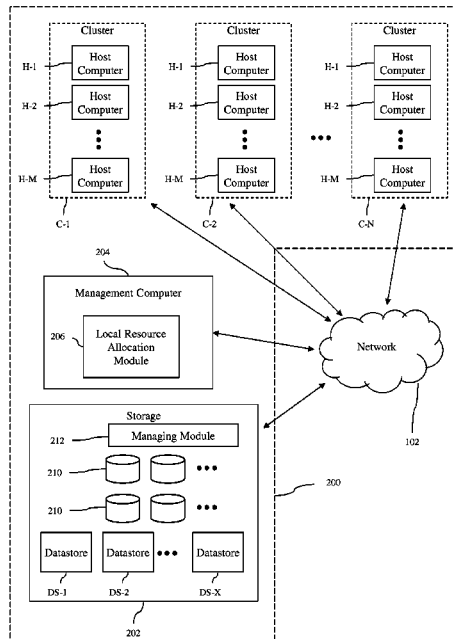 Cluster Cluster Cluster
H-1 Host Computer H-1 Host Computer H-1 Host Computer
H-2 Host Computer H-2 Host Computer H-2 Host Computer
H-M Host Computer H-M Host Computer H-M Host Computer
C-1 C-2 C-N
204
Management Computer
206
Local Resource
Allocation
Module
Network
102
Storage
212 Managing Module
210
200
210
Datastore Datastore Datastore
DS-1 DS-2 DS-X
202